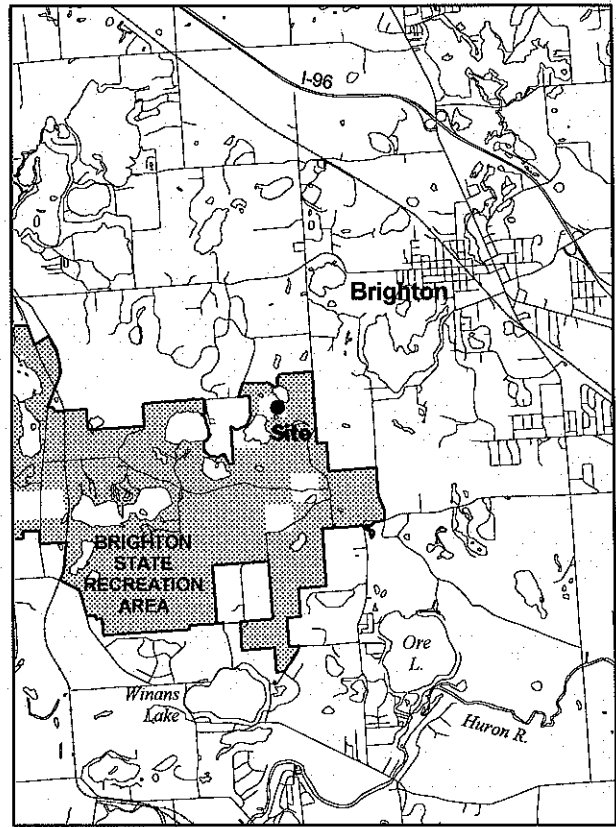 I-96
Brighton
Site
BRIGHTON
STATE
RECREATION
AREA
Ore
L.
Winans
Lake
Huron R.